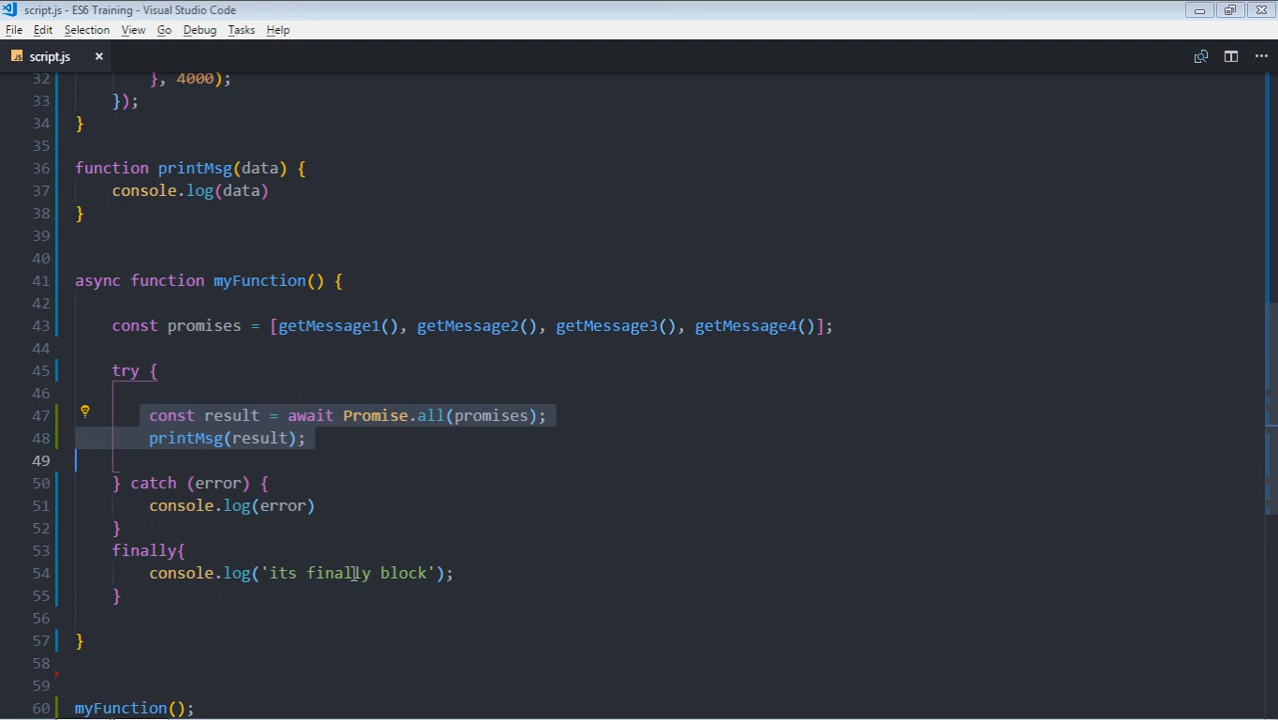 script.js - ES6 Training - Visual Studio Code
File Edit Selection View Go Debug Tasks Help
JS script.js ×
32 }, 4000);
33 });
34 }
35
36 function printMsg(data) {
37 console.log(data)
38 }
39
40
41 async function myFunction() {
42
43 const promises = [getMessage1(), getMessage2(), getMessage3(), getMessage4()];
44
45 try {
46
47 const result = await Promise.all(promises);
48 printMsg(result);
49
50 } catch (error) {
51 console.log(error)
52 }
53 finally{
54 console.log('its finally block');
55 }
56
57 }
58
59
60 myFunction();